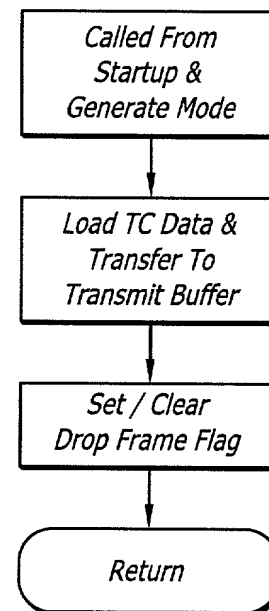 Called From
Startup &
Generate Mode
Load TC Data &
Transfer To
Transmit Buffer
Set / Clear
Drop Frame Flag
Return